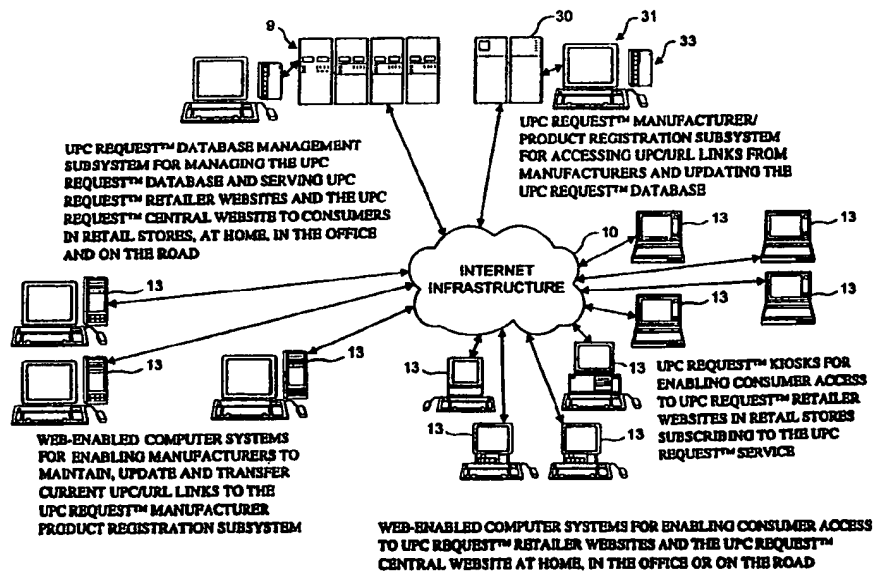 9
30
31
33
UPC REQUEST™ DATABASE MANAGEMENT
SUBSYSTEM FOR MANAGING THE UPC
REQUEST™ DATABASE AND SERVING UPC
REQUEST™ RETAILER WEBSITES AND THE UPC
REQUEST™ CENTRAL WEBSITE TO CONSUMERS
IN RETAIL STORES, AT HOME, IN THE OFFICE
AND ON THE ROAD
UPC REQUEST™ MANUFACTURER/
PRODUCT REGISTRATION SUBSYSTEM
FOR ACCESSING UPC/URL LINKS FROM
MANUFACTURERS AND UPDATING THE
UPC REQUEST™ DATABASE
10
INTERNET
INFRASTRUCTURE
13
13
13
13
13
13
13
13
13
13
13
WEB-ENABLED COMPUTER SYSTEMS
FOR ENABLING MANUFACTURERS TO
MAINTAIN, UPDATE AND TRANSFER
CURRENT UPC/URL LINKS TO THE
UPC REQUEST™ MANUFACTURER
PRODUCT REGISTRATION SUBSYSTEM
UPC REQUEST™ KIOSKS FOR
ENABLING CONSUMER ACCESS
TO UPC REQUEST™ RETAILER
WEBSITES IN RETAIL STORES
SUBSCRIBING TO THE UPC
REQUEST™ SERVICE
WEB-ENABLED COMPUTER SYSTEMS FOR ENABLING CONSUMER ACCESS
TO UPC REQUEST™ RETAILER WEBSITES AND THE UPC REQUEST™
CENTRAL WEBSITE AT HOME, IN THE OFFICE OR ON THE ROAD